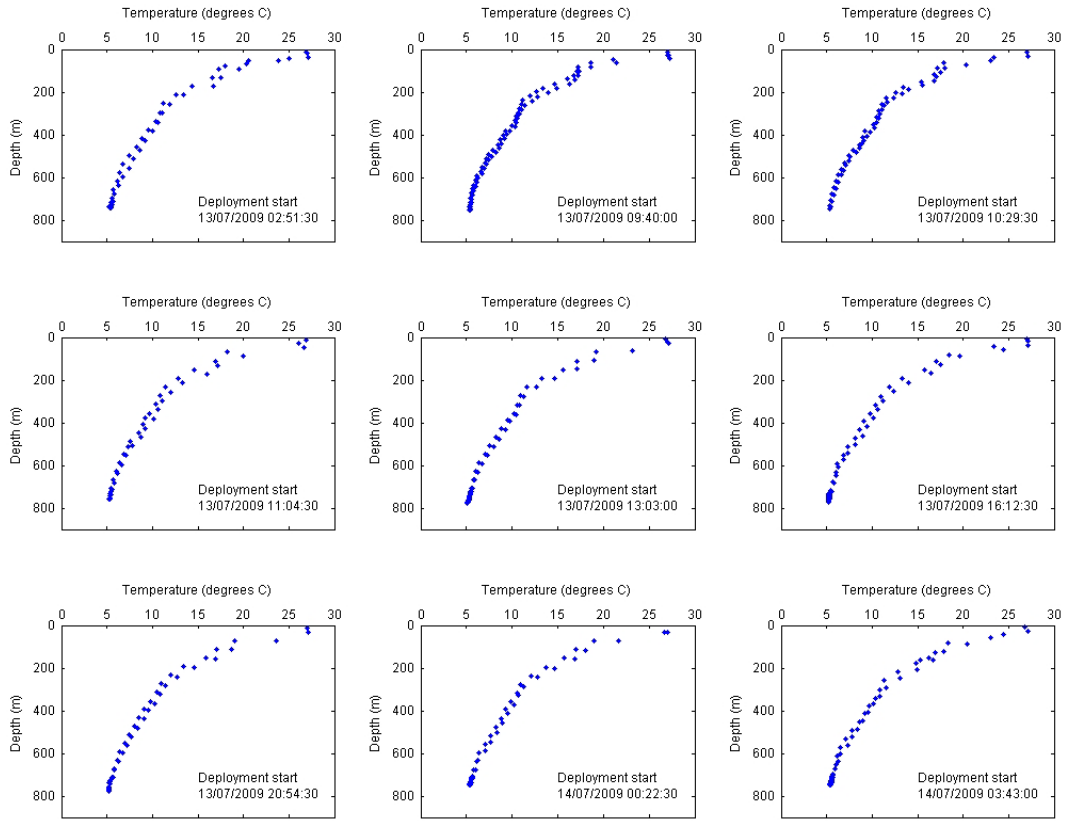 Temperature (degrees C)
0 5 10 15 20 25 30
0
200
400
600
800
Depth (m)
Deployment start
13/07/2009 02:51:30
Temperature (degrees C)
0 5 10 15 20 25 30
0
200
400
600
800
Depth (m)
Deployment start
13/07/2009 09:40:00
Temperature (degrees C)
0 5 10 15 20 25 30
0
200
400
600
800
Depth (m)
Deployment start
13/07/2009 10:29:30
Temperature (degrees C)
0 5 10 15 20 25 30
0
200
400
600
800
Depth (m)
Deployment start
13/07/2009 11:04:30
Temperature (degrees C)
0 5 10 15 20 25 30
0
200
400
600
800
Depth (m)
Deployment start
13/07/2009 13:03:00
Temperature (degrees C)
0 5 10 15 20 25 30
0
200
400
600
800
Depth (m)
Deployment start
13/07/2009 16:12:30
Temperature (degrees C)
0 5 10 15 20 25 30
0
200
400
600
800
Depth (m)
Deployment start
13/07/2009 20:54:30
Temperature (degrees C)
0 5 10 15 20 25 30
0
200
400
600
800
Depth (m)
Deployment start
14/07/2009 00:22:30
Temperature (degrees C)
0 5 10 15 20 25 30
0
200
400
600
800
Depth (m)
Deployment start
14/07/2009 03:43:00